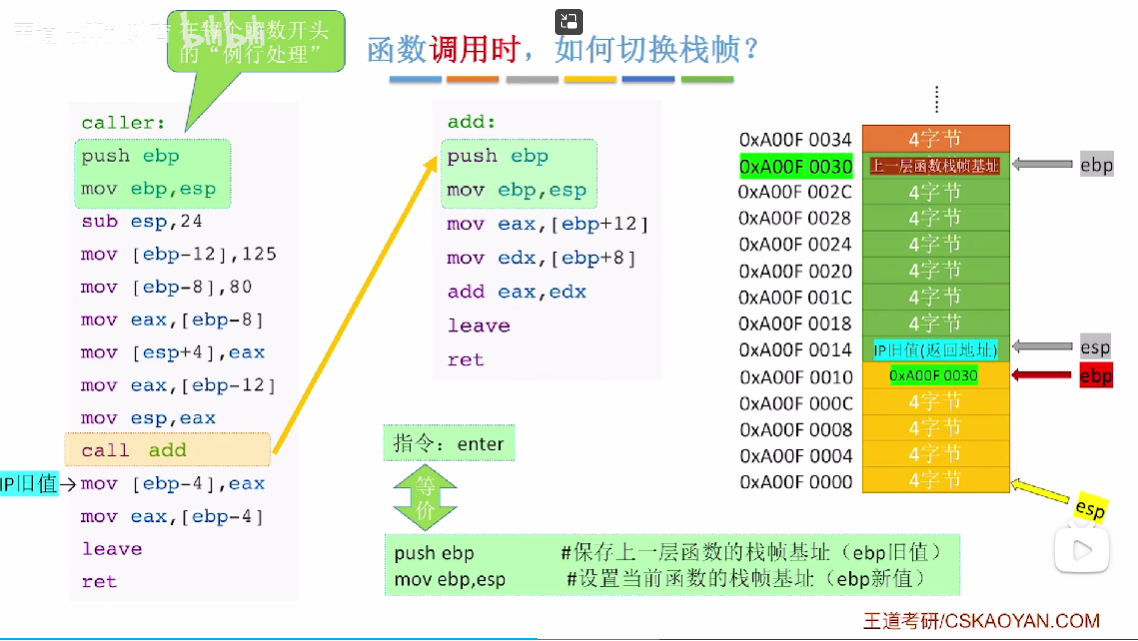 在每个函数开头
的“例行处理”
bilibili
函数调用时，如何切换栈帧？
caller:
push ebp
mov ebp,esp
sub esp,24
mov [ebp-12],125
mov [ebp-8],80
mov eax,[ebp-8]
mov [esp+4],eax
mov eax,[ebp-12]
mov esp,eax
call add
IP旧值
mov [ebp-4],eax
mov eax,[ebp-4]
leave
ret
add:
push ebp
mov ebp,esp
mov eax,[ebp+12]
mov edx,[ebp+8]
add eax,edx
leave
ret
指令：enter
等
价
push ebp #保存上一层函数的栈帧基址（ebp旧值）
mov ebp,esp #设置当前函数的栈帧基址（ebp新值）
0xA00F 0034 4字节
0xA00F 0030 上一层函数栈帧基址 ebp
0xA00F 002C 4字节
0xA00F 0028 4字节
0xA00F 0024 4字节
0xA00F 0020 4字节
0xA00F 001C 4字节
0xA00F 0018 4字节
0xA00F 0014 IP旧值(返回地址) esp
0xA00F 0010 0xA00F 0030 ebp
0xA00F 000C 4字节
0xA00F 0008 4字节
0xA00F 0004 4字节
0xA00F 0000 4字节
esp
王道考研/CSKAOYAN.COM